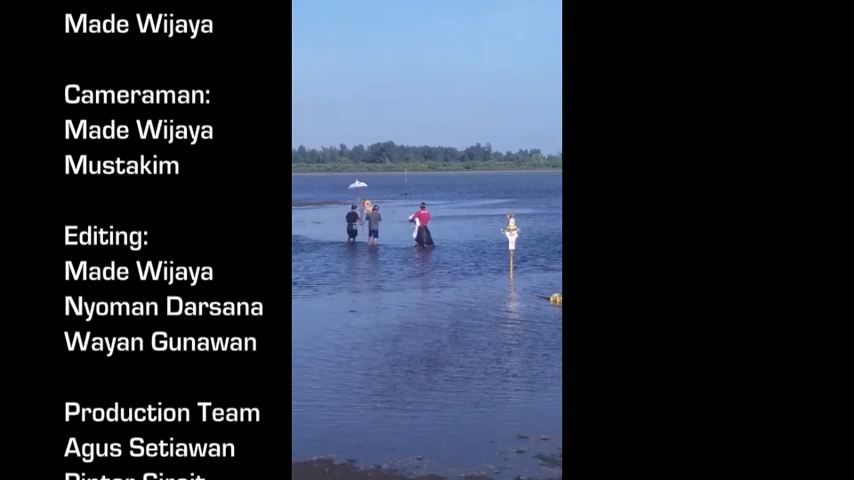 Made Wijaya
Cameraman:
Made Wijaya
Mustakim
Editing:
Made Wijaya
Nyoman Darsana
Wayan Gunawan
Production Team
Agus Setiawan